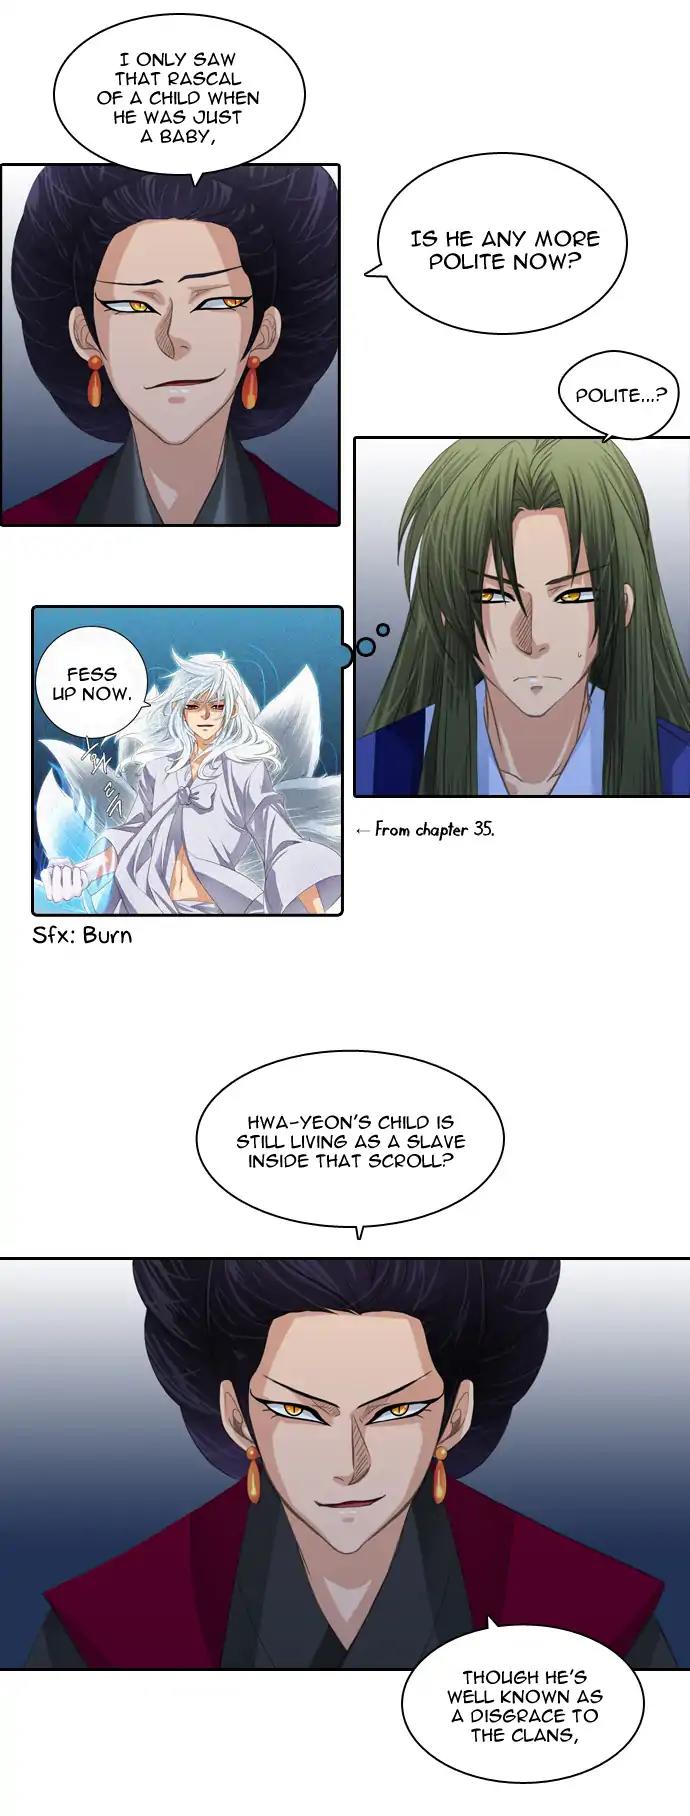 I ONLY SAW
THAT RASCAL
OF A CHILD WHEN
HE WAS JUST
A BABY,
IS HE ANY MORE
POLITE NOW?
POLITE...?
FESS
UP NOW.
← From chapter 35.
Sfx: Burn
HWA-YEON'S CHILD IS
STILL LIVING AS A SLAVE
INSIDE THAT SCROLL?
THOUGH HE'S
WELL KNOWN AS
A DISGRACE TO
THE CLANS,